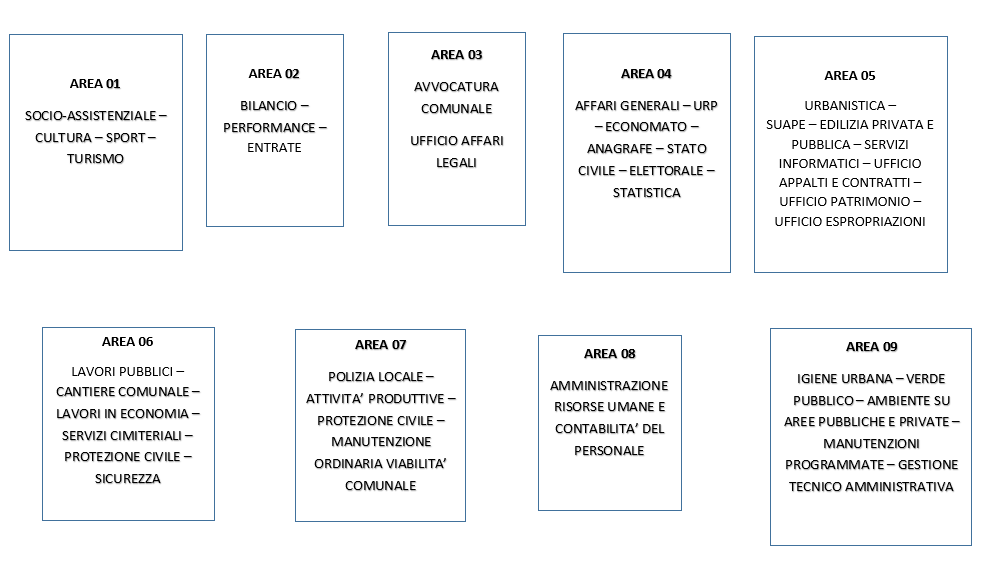 AREA 01
SOCIO-ASSISTENZIALE –
CULTURA – SPORT –
TURISMO
AREA 02
BILANCIO –
PERFORMANCE –
ENTRATE
AREA 03
AVVOCATURA
COMUNALE
UFFICIO AFFARI
LEGALI
AREA 04
AFFARI GENERALI – URP
– ECONOMATO –
ANAGRAFE – STATO
CIVILE – ELETTORALE –
STATISTICA
AREA 05
URBANISTICA –
SUAPE – EDILIZIA PRIVATA E
PUBBLICA – SERVIZI
INFORMATICI – UFFICIO
APPALTI E CONTRATTI –
UFFICIO PATRIMONIO –
UFFICIO ESPROPRIAZIONI
AREA 06
LAVORI PUBBLICI –
CANTIERE COMUNALE –
LAVORI IN ECONOMIA –
SERVIZI CIMITERIALI –
PROTEZIONE CIVILE –
SICUREZZA
AREA 07
POLIZIA LOCALE –
ATTIVITA’ PRODUTTIVE –
PROTEZIONE CIVILE –
MANUTENZIONE
ORDINARIA VIABILITA’
COMUNALE
AREA 08
AMMINISTRAZIONE
RISORSE UMANE E
CONTABILITA’ DEL
PERSONALE
AREA 09
IGIENE URBANA – VERDE
PUBBLICO – AMBIENTE SU
AREE PUBBLICHE E PRIVATE –
MANUTENZIONI
PROGRAMMATE – GESTIONE
TECNICO AMMINISTRATIVA